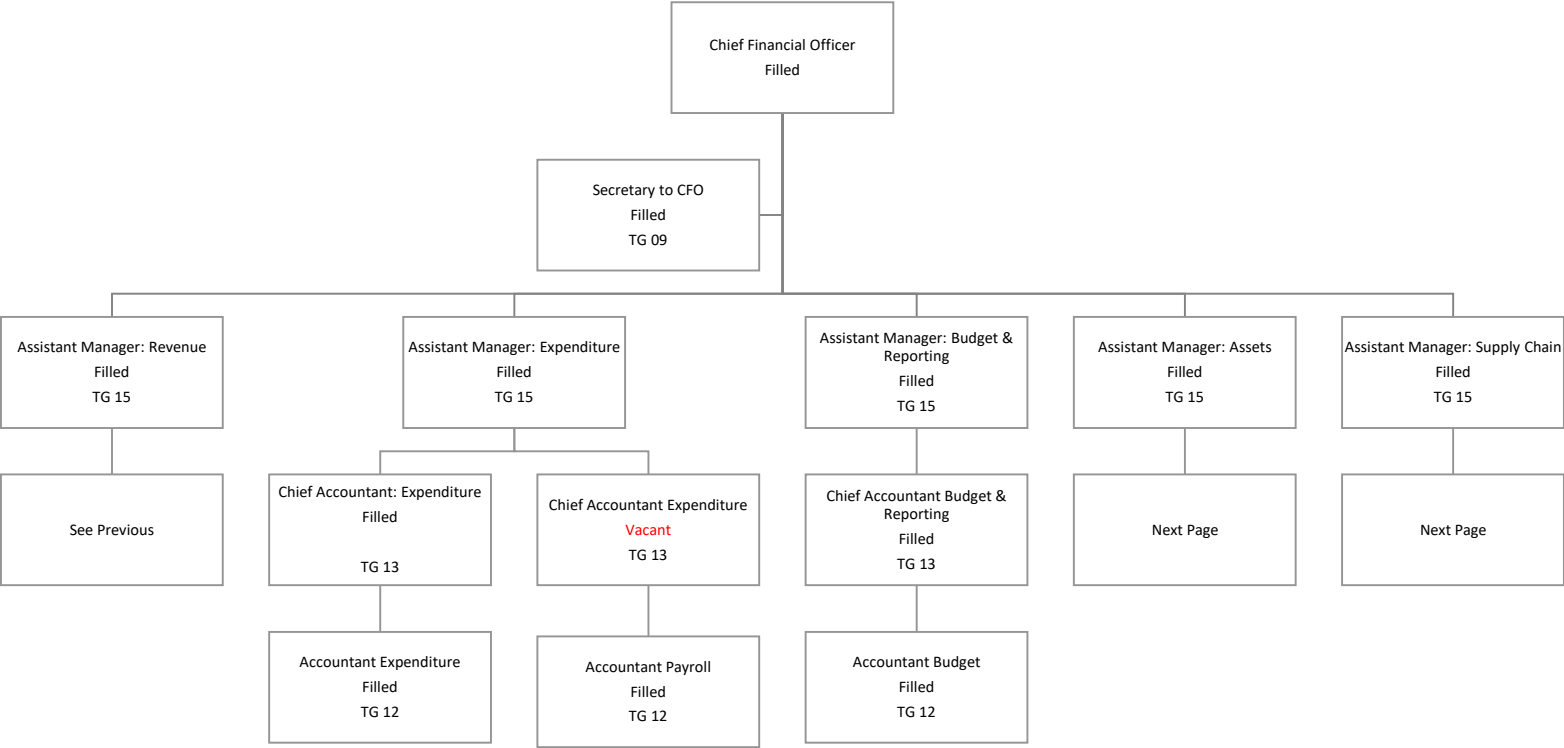 Chief Financial Officer
Filled
Secretary to CFO
Filled
TG 09
Assistant Manager: Revenue
Filled
TG 15
Assistant Manager: Expenditure
Filled
TG 15
Assistant Manager: Budget &
Reporting
Filled
TG 15
Assistant Manager: Assets
Filled
TG 15
Assistant Manager: Supply Chain
Filled
TG 15
See Previous
Chief Accountant: Expenditure
Filled
TG 13
Chief Accountant Expenditure
Vacant
TG 13
Chief Accountant Budget &
Reporting
Filled
TG 13
Next Page
Next Page
Accountant Expenditure
Filled
TG 12
Accountant Payroll
Filled
TG 12
Accountant Budget
Filled
TG 12